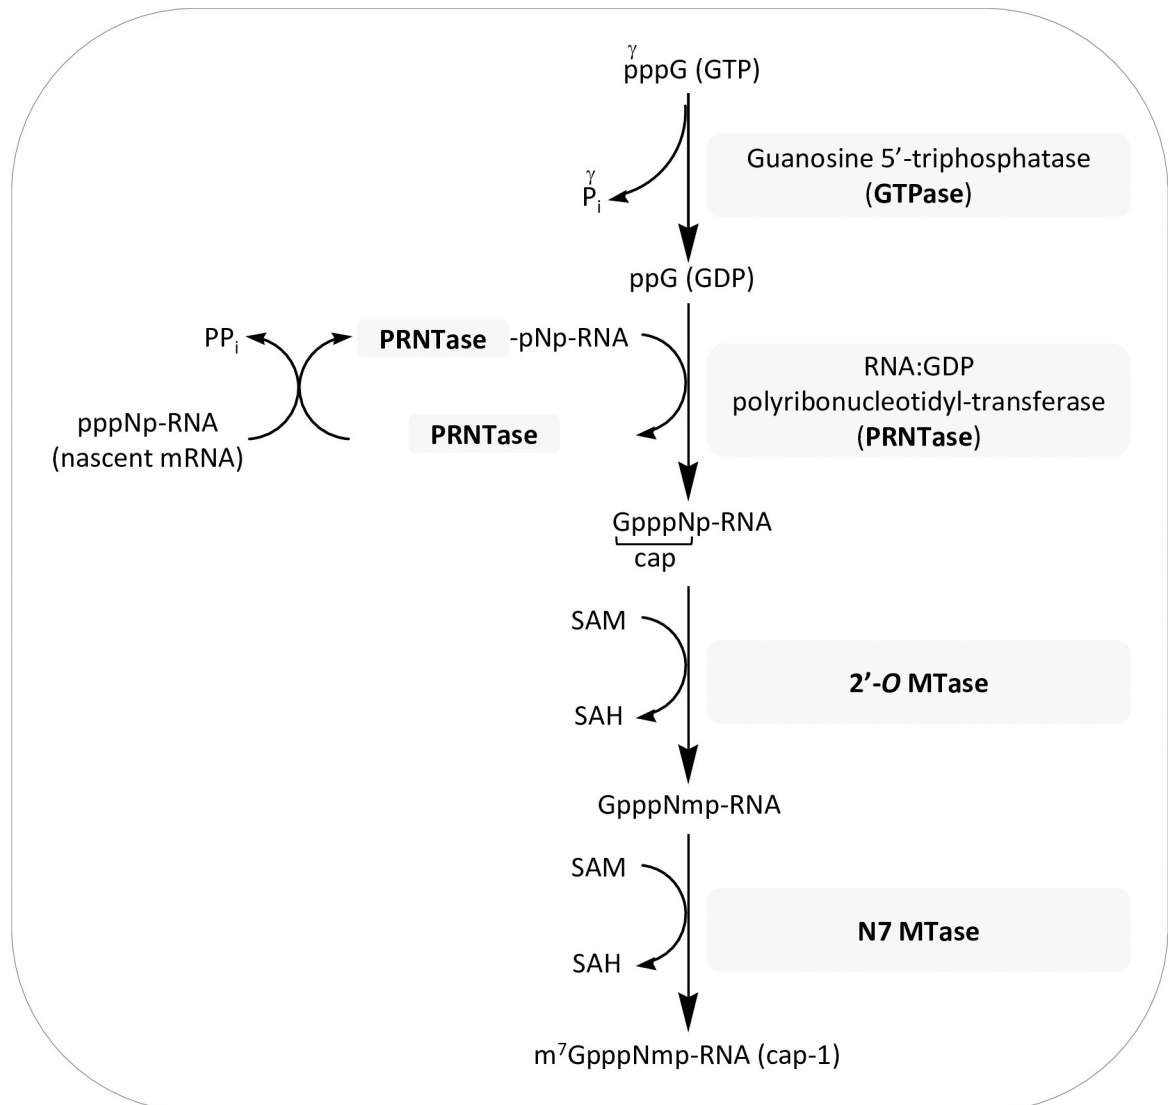 γ
pppG (GTP)
Guanosine 5’-triphosphatase
(GTPase)
γ
Pi
ppG (GDP)
PPi
PRNTase -pNp-RNA
RNA:GDP
polyribonucleotidyl-transferase
(PRNTase)
pppNp-RNA
(nascent mRNA)
PRNTase
GpppNp-RNA
cap
SAM
2’-O MTase
SAH
GpppNmp-RNA
SAM
N7 MTase
SAH
m⁷GpppNmp-RNA (cap-1)